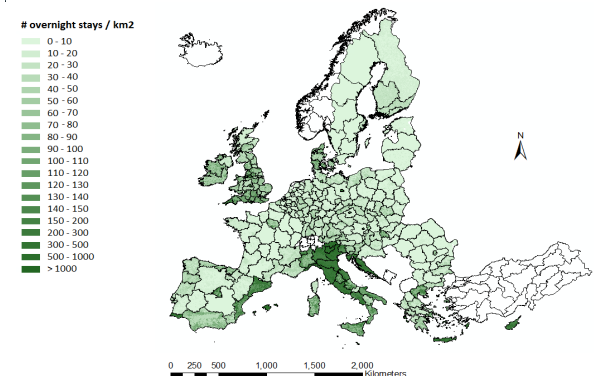 # overnight stays / km2
0 - 10
10 - 20
20 - 30
30 - 40
40 - 50
50 - 60
60 - 70
70 - 80
80 - 90
90 - 100
100 - 110
110 - 120
120 - 130
130 - 140
140 - 150
150 - 200
200 - 300
300 - 500
500 - 1000
> 1000
N
0 250 500 1,000 1,500 2,000
Kilometers